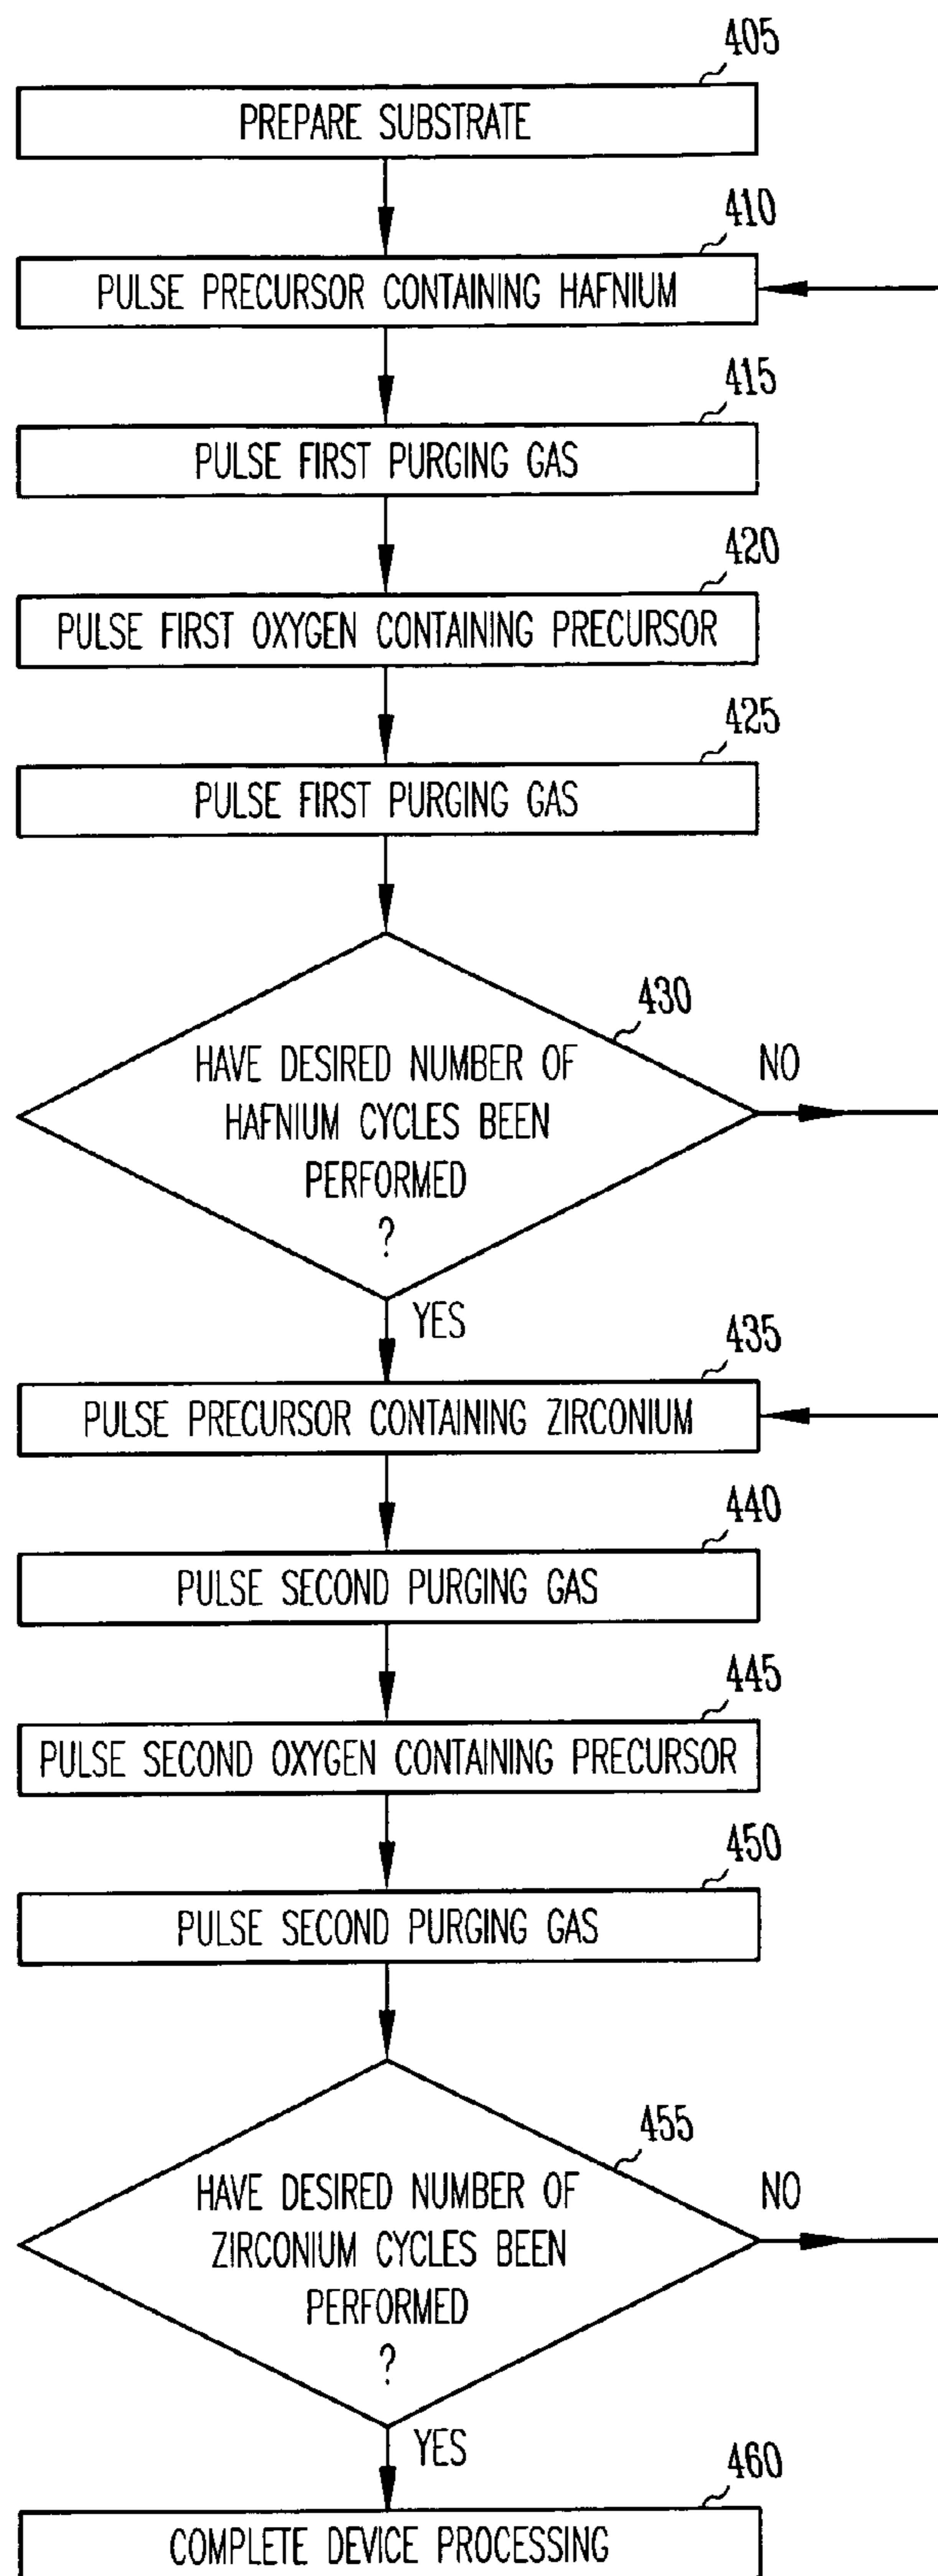 405
PREPARE SUBSTRATE
410
PULSE PRECURSOR CONTAINING HAFNIUM
415
PULSE FIRST PURGING GAS
420
PULSE FIRST OXYGEN CONTAINING PRECURSOR
425
PULSE FIRST PURGING GAS
430
HAVE DESIRED NUMBER OF
HAFNIUM CYCLES BEEN
PERFORMED
?
NO
YES
435
PULSE PRECURSOR CONTAINING ZIRCONIUM
440
PULSE SECOND PURGING GAS
445
PULSE SECOND OXYGEN CONTAINING PRECURSOR
450
PULSE SECOND PURGING GAS
455
HAVE DESIRED NUMBER OF
ZIRCONIUM CYCLES BEEN
PERFORMED
?
NO
YES
460
COMPLETE DEVICE PROCESSING